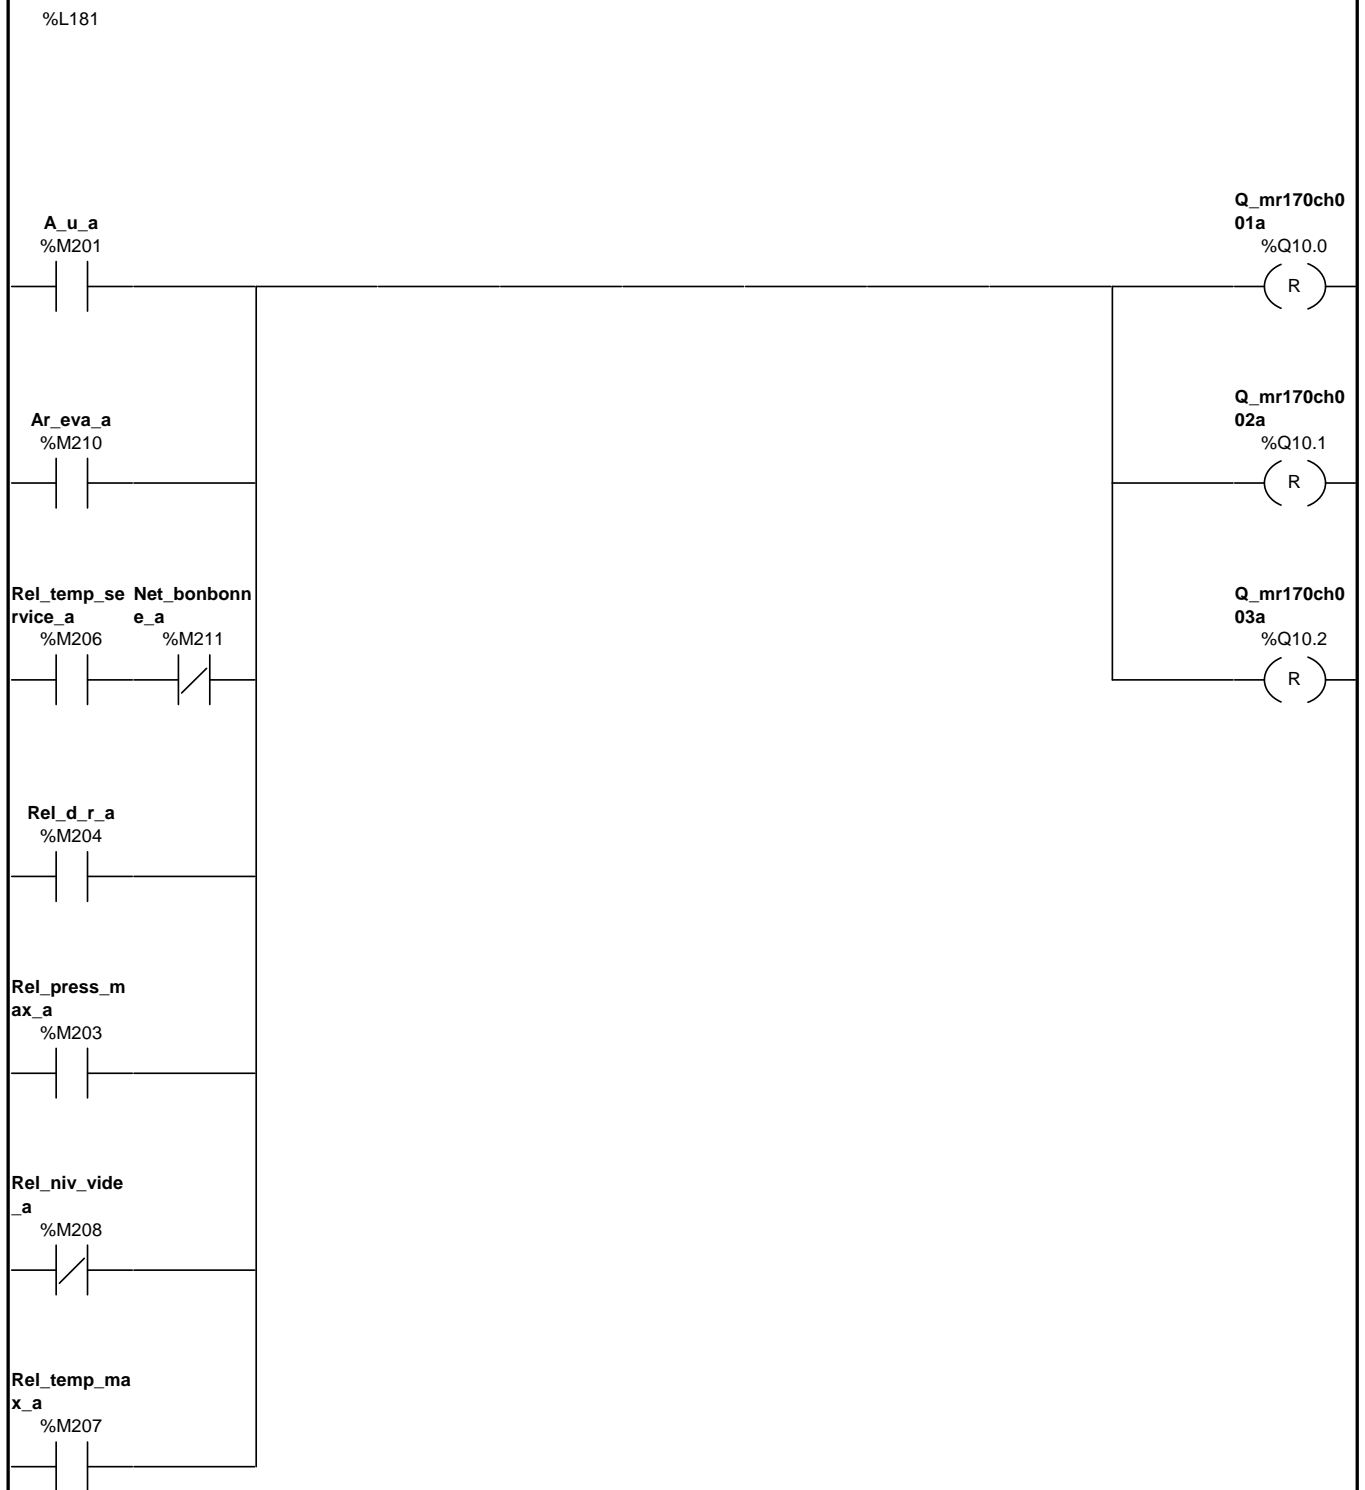 %L181
Q_mr170ch0
01a
A_u_a
%M201
%Q10.0
R
Q_mr170ch0
02a
Ar_eva_a
%M210
%Q10.1
R
Rel_temp_se Net_bonbonn
rvice_a e_a
%M206 %M211
Q_mr170ch0
03a
%Q10.2
R
Rel_d_r_a
%M204
Rel_press_m
ax_a
%M203
Rel_niv_vide
_a
%M208
Rel_temp_ma
x_a
%M207